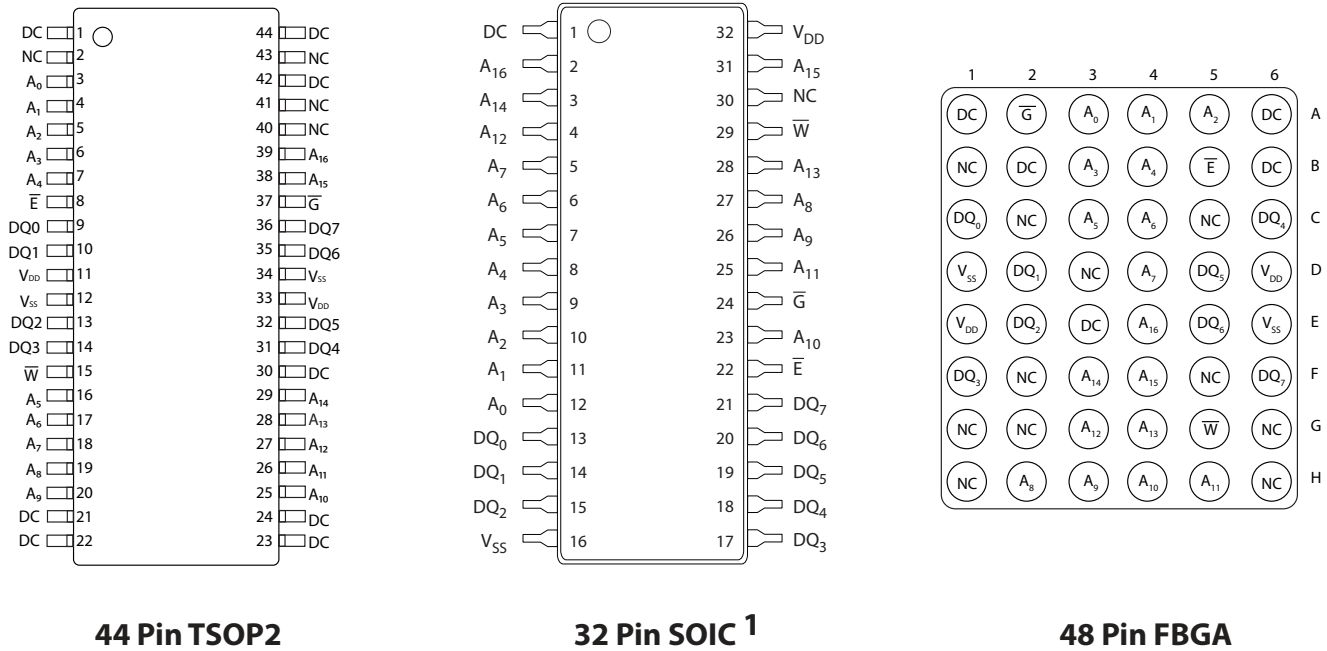 DC 1 44 DC
NC 2 43 NC
A₀ 3 42 DC
A₁ 4 41 NC
A₂ 5 40 NC
A₃ 6 39 A₁₆
A₄ 7 38 A₁₅
E̅ 8 37 G̅
DQ0 9 36 DQ7
DQ1 10 35 DQ6
V_DD 11 34 V_SS
V_SS 12 33 V_DD
DQ2 13 32 DQ5
DQ3 14 31 DQ4
W̅ 15 30 DC
A₅ 16 29 A₁₄
A₆ 17 28 A₁₃
A₇ 18 27 A₁₂
A₈ 19 26 A₁₁
A₉ 20 25 A₁₀
DC 21 24 DC
DC 22 23 DC
44 Pin TSOP2
DC 1 32 V_DD
A₁₆ 2 31 A₁₅
A₁₄ 3 30 NC
A₁₂ 4 29 W̅
A₇ 5 28 A₁₃
A₆ 6 27 A₈
A₅ 7 26 A₉
A₄ 8 25 A₁₁
A₃ 9 24 G̅
A₂ 10 23 A₁₀
A₁ 11 22 E̅
A₀ 12 21 DQ₇
DQ₀ 13 20 DQ₆
DQ₁ 14 19 DQ₅
DQ₂ 15 18 DQ₄
V_SS 16 17 DQ₃
32 Pin SOIC ¹
1 2 3 4 5 6
DC G̅ A₀ A₁ A₂ DC A
NC DC A₃ A₄ E̅ DC B
DQ₀ NC A₅ A₆ NC DQ₄ C
V_SS DQ₁ NC A₇ DQ₅ V_DD D
V_DD DQ₂ DC A₁₆ DQ₆ V_SS E
DQ₃ NC A₁₄ A₁₅ NC DQ₇ F
NC NC A₁₂ A₁₃ W̅ NC G
NC A₈ A₉ A₁₀ A₁₁ NC H
48 Pin FBGA